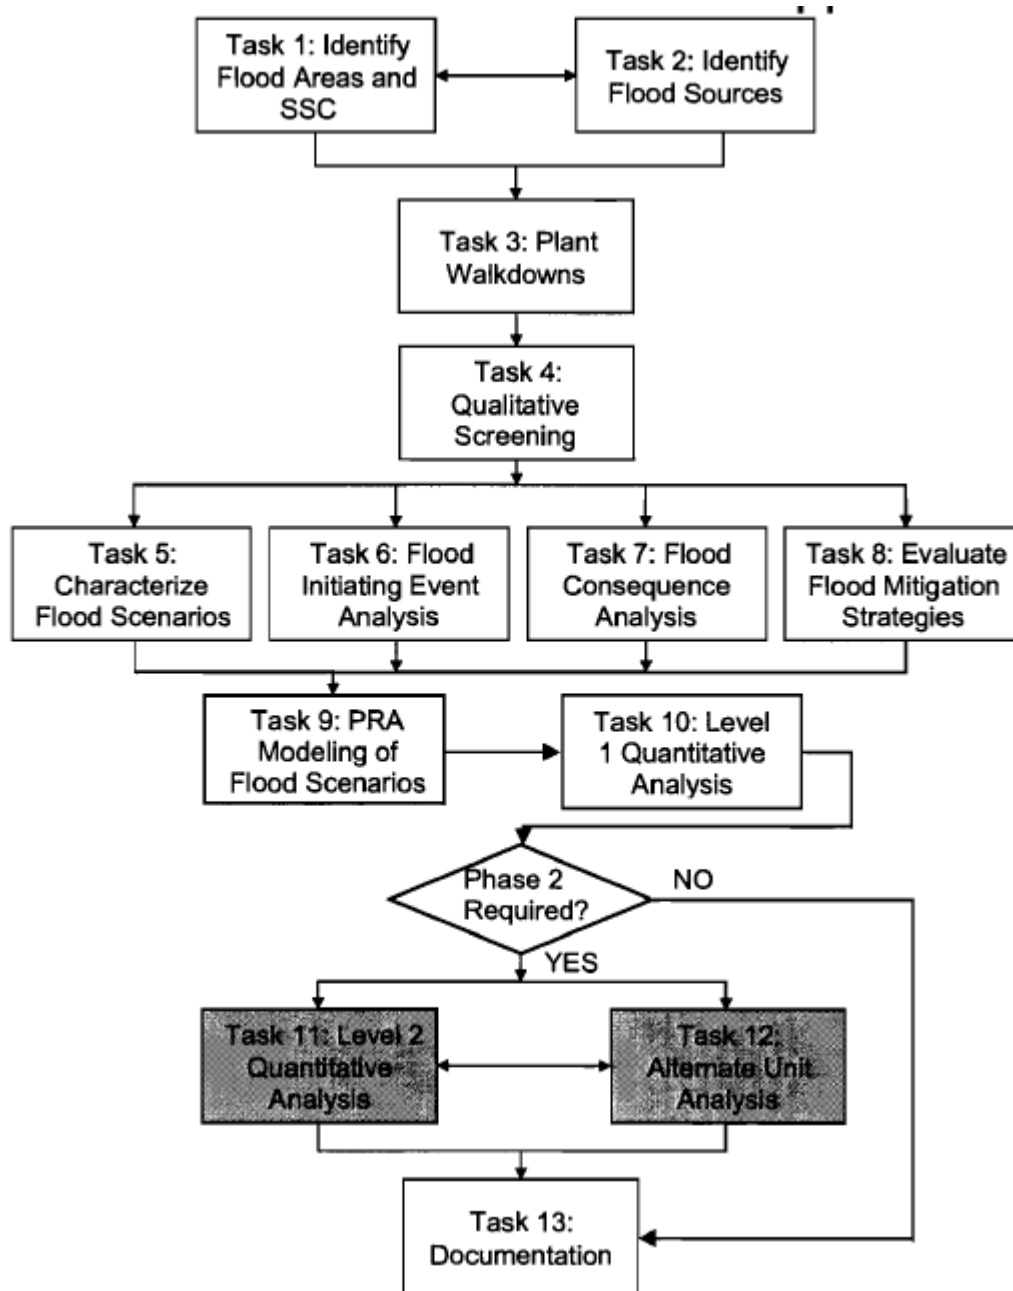 Task 1: Identify
Flood Areas and
SSC
Task 2: Identify
Flood Sources
Task 3: Plant
Walkdowns
Task 4:
Qualitative
Screening
Task 5:
Characterize
Flood Scenarios
Task 6: Flood
Initiating Event
Analysis
Task 7: Flood
Consequence
Analysis
Task 8: Evaluate
Flood Mitigation
Strategies
Task 9: PRA
Modeling of
Flood Scenarios
Task 10: Level
1 Quantitative
Analysis
Phase 2
Required?
NO
YES
Task 11: Level 2
Quantitative
Analysis
Task 12:
Alternate Unit
Analysis
Task 13:
Documentation